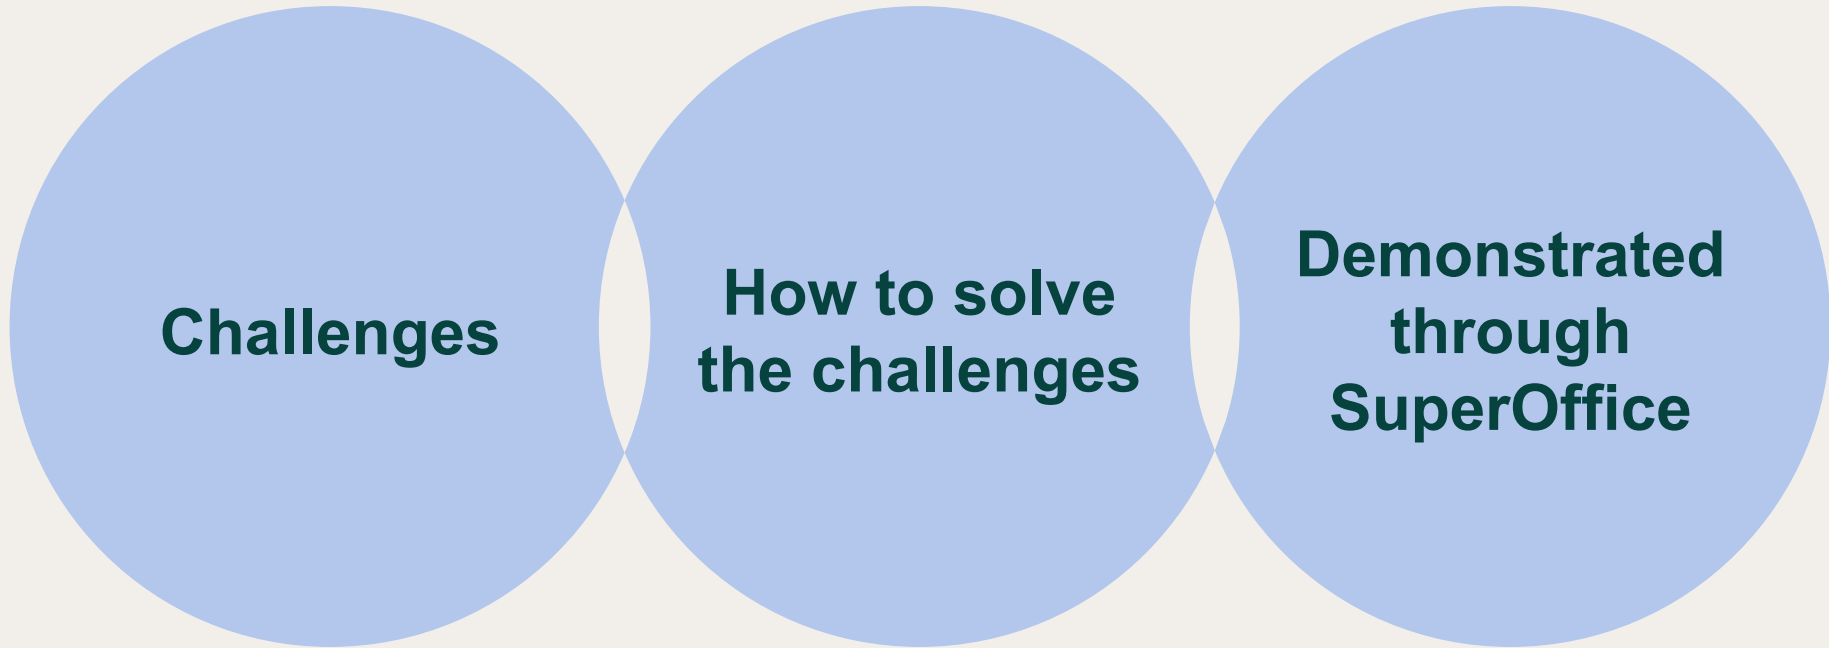 Challenges
How to solve
the challenges
Demonstrated
through
SuperOffice